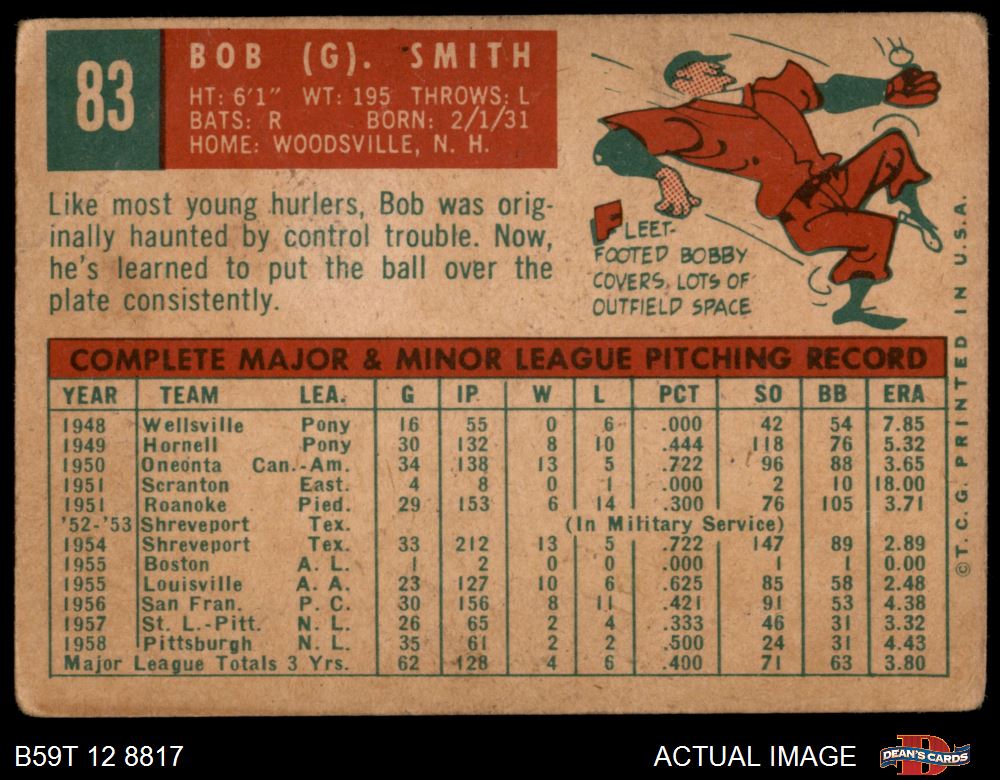 83
BOB (G). SMITH
HT: 6'1" WT: 195 THROWS: L
BATS: R BORN: 2/1/31
HOME: WOODSVILLE, N. H.
Like most young hurlers, Bob was orig-
inally haunted by control trouble. Now,
he's learned to put the ball over the
plate consistently.
FLEET-
FOOTED BOBBY
COVERS LOTS OF
OUTFIELD SPACE
COMPLETE MAJOR & MINOR LEAGUE PITCHING RECORD
YEAR TEAM LEA. G IP. W L PCT SO BB ERA
1948 Wellsville Pony 16 55 0 6 .000 42 54 7.85
1949 Hornell Pony 30 132 8 10 .444 118 76 5.32
1950 Oneonta Can.-Am. 34 138 13 5 .722 96 88 3.65
1951 Scranton East. 4 8 0 1 .000 2 10 18.00
1951 Roanoke Pied. 29 153 6 14 .300 76 105 3.71
'52-'53 Shreveport Tex. (In Military Service)
1954 Shreveport Tex. 33 212 13 5 .722 147 89 2.89
1955 Boston A. L. 1 2 0 0 .000 1 1 0.00
1955 Louisville A. A. 23 127 10 6 .625 85 58 2.48
1956 San Fran. P. C. 30 156 8 11 .421 91 53 4.38
1957 St. L.-Pitt. N. L. 26 65 2 4 .333 46 31 3.32
1958 Pittsburgh N. L. 35 61 2 2 .500 24 31 4.43
Major League Totals 3 Yrs. 62 128 4 6 .400 71 63 3.80
©T.C.G. PRINTED IN U.S.A.
B59T 12 8817
ACTUAL IMAGE
D
DEAN'S CARDS